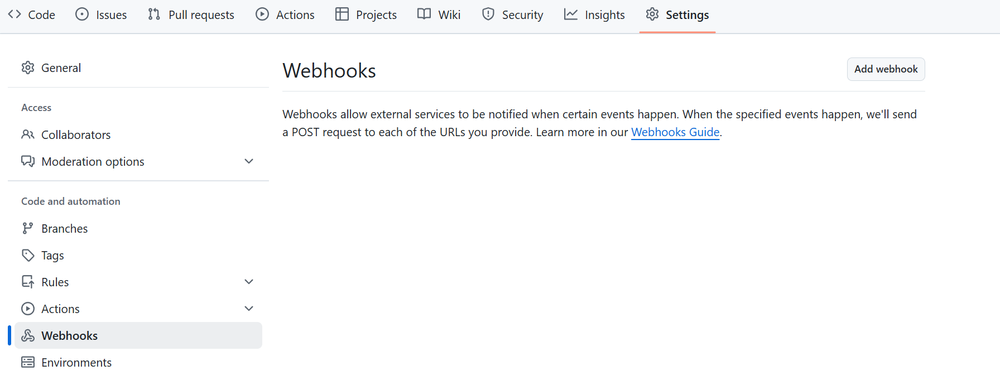 Code Issues Pull requests Actions Projects Wiki Security Insights Settings
General
Access
Collaborators
Moderation options
Code and automation
Branches
Tags
Rules
Actions
Webhooks
Environments
Webhooks
Add webhook
Webhooks allow external services to be notified when certain events happen. When the specified events happen, we'll send
a POST request to each of the URLs you provide. Learn more in our Webhooks Guide.